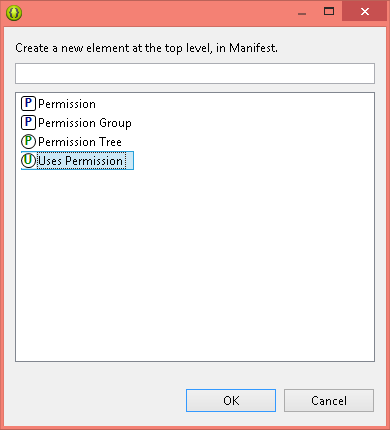 Create a new element at the top level, in Manifest.
P Permission
P Permission Group
P Permission Tree
U Uses Permission
OK Cancel